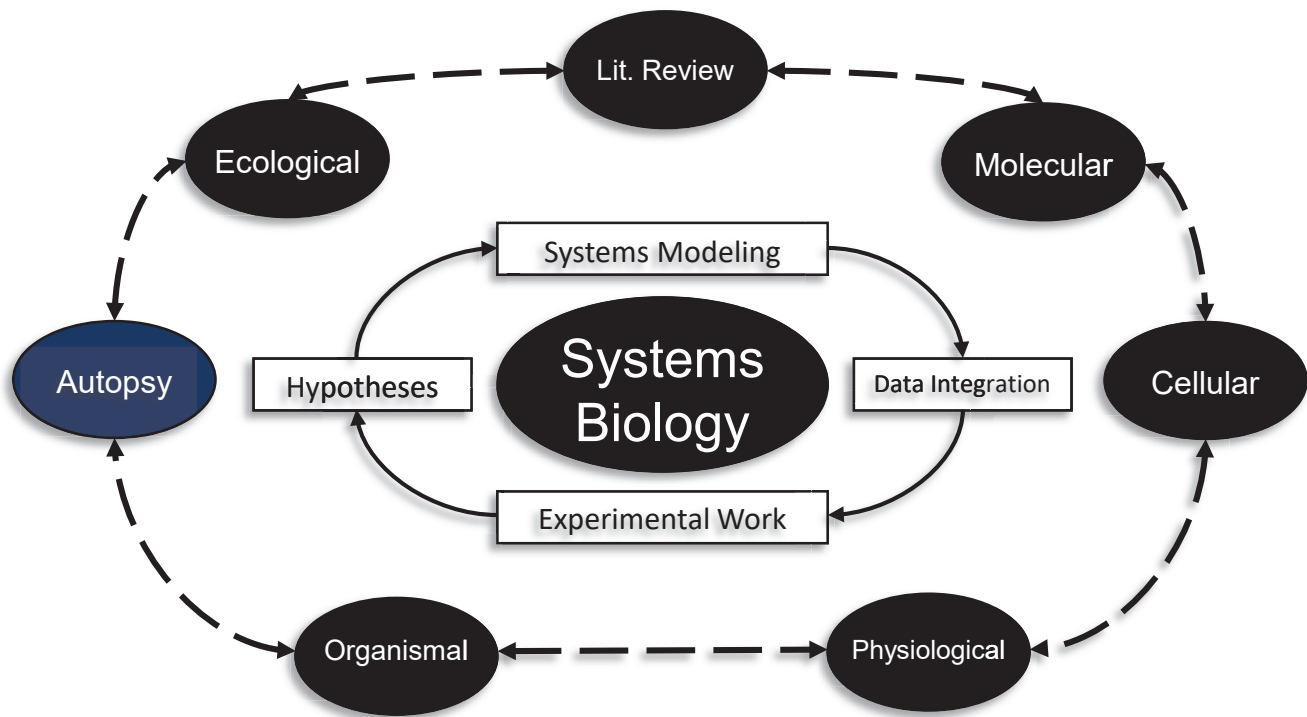 Lit. Review
Ecological
Molecular
Systems Modeling
Autopsy
Hypotheses
Systems
Biology
Data Integration
Cellular
Experimental Work
Organismal
Physiological